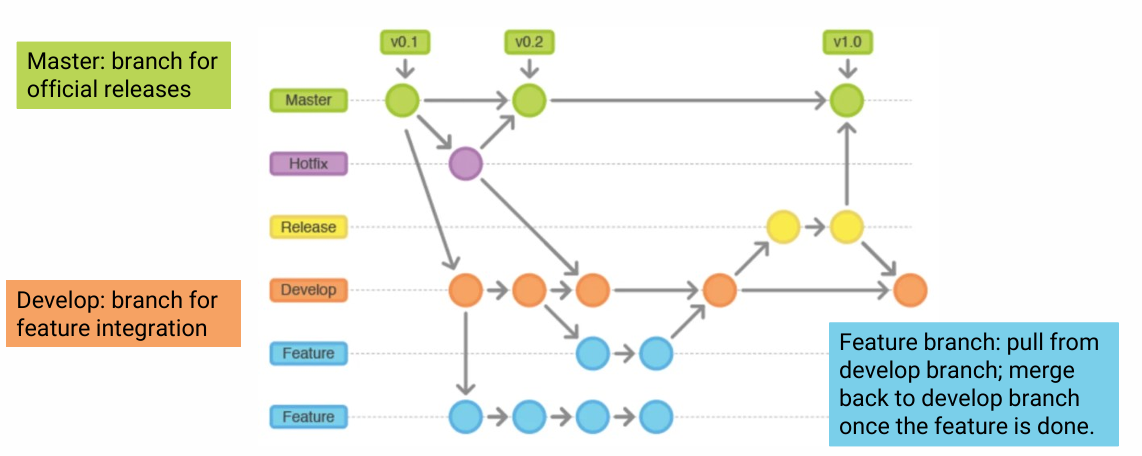 v0.1
v0.2
v1.0
Master: branch for
official releases
Master
Hotfix
Release
Develop: branch for
feature integration
Develop
Feature
Feature
Feature branch: pull from
develop branch; merge
back to develop branch
once the feature is done.